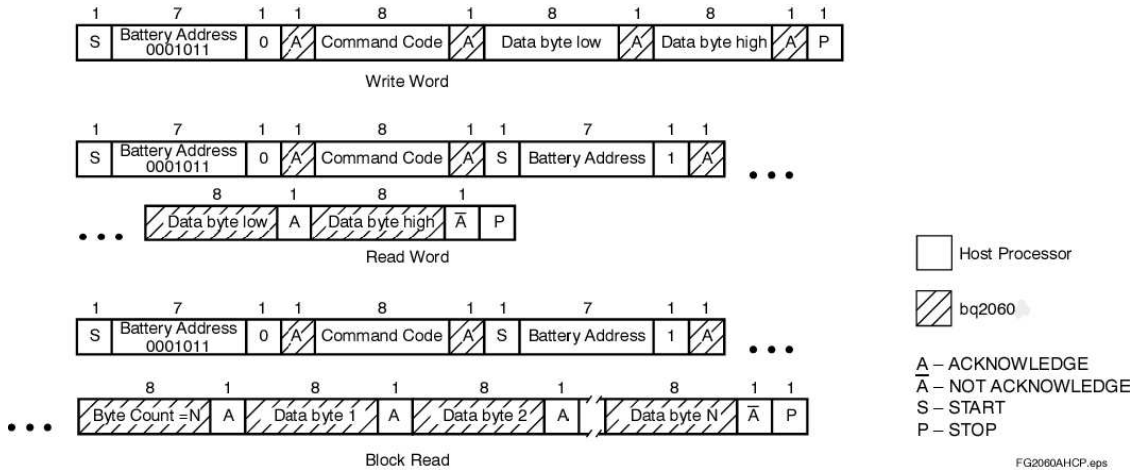 1 7 1 1 8 1 8 1 8 1 1
S Battery Address 0001011 0 A Command Code A Data byte low A Data byte high A P
Write Word
1 7 1 1 8 1 1 7 1 1
S Battery Address 0001011 0 A Command Code A S Battery Address 1 A • • •
8 1 8 1
• • • Data byte low A Data byte high A̅ P
Read Word
1 7 1 1 8 1 1 7 1 1
S Battery Address 0001011 0 A Command Code A S Battery Address 1 A • • •
8 1 8 1 8 1 8 1 1
• • • Byte Count =N A Data byte 1 A Data byte 2 A Data byte N A̅ P
Block Read
Host Processor
bq2060
A – ACKNOWLEDGE
A̅ – NOT ACKNOWLEDGE
S – START
P – STOP
FG2060AHCP.eps